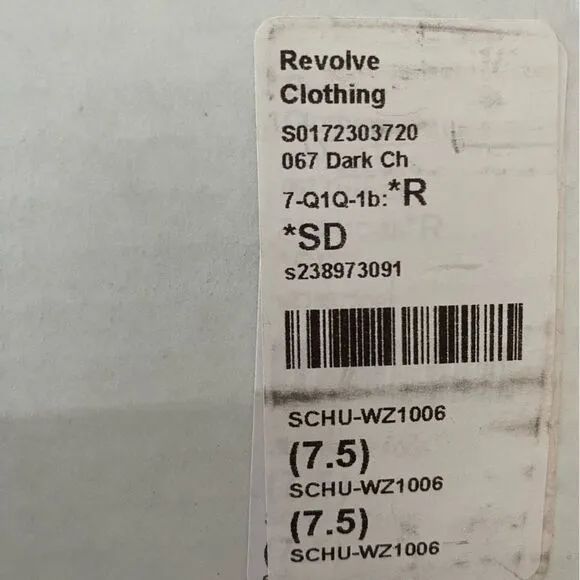 Revolve
Clothing
S0172303720
067 Dark Ch
7-Q1Q-1b:*R
*SD
s238973091
SCHU-WZ1006
(7.5)
SCHU-WZ1006
(7.5)
SCHU-WZ1006